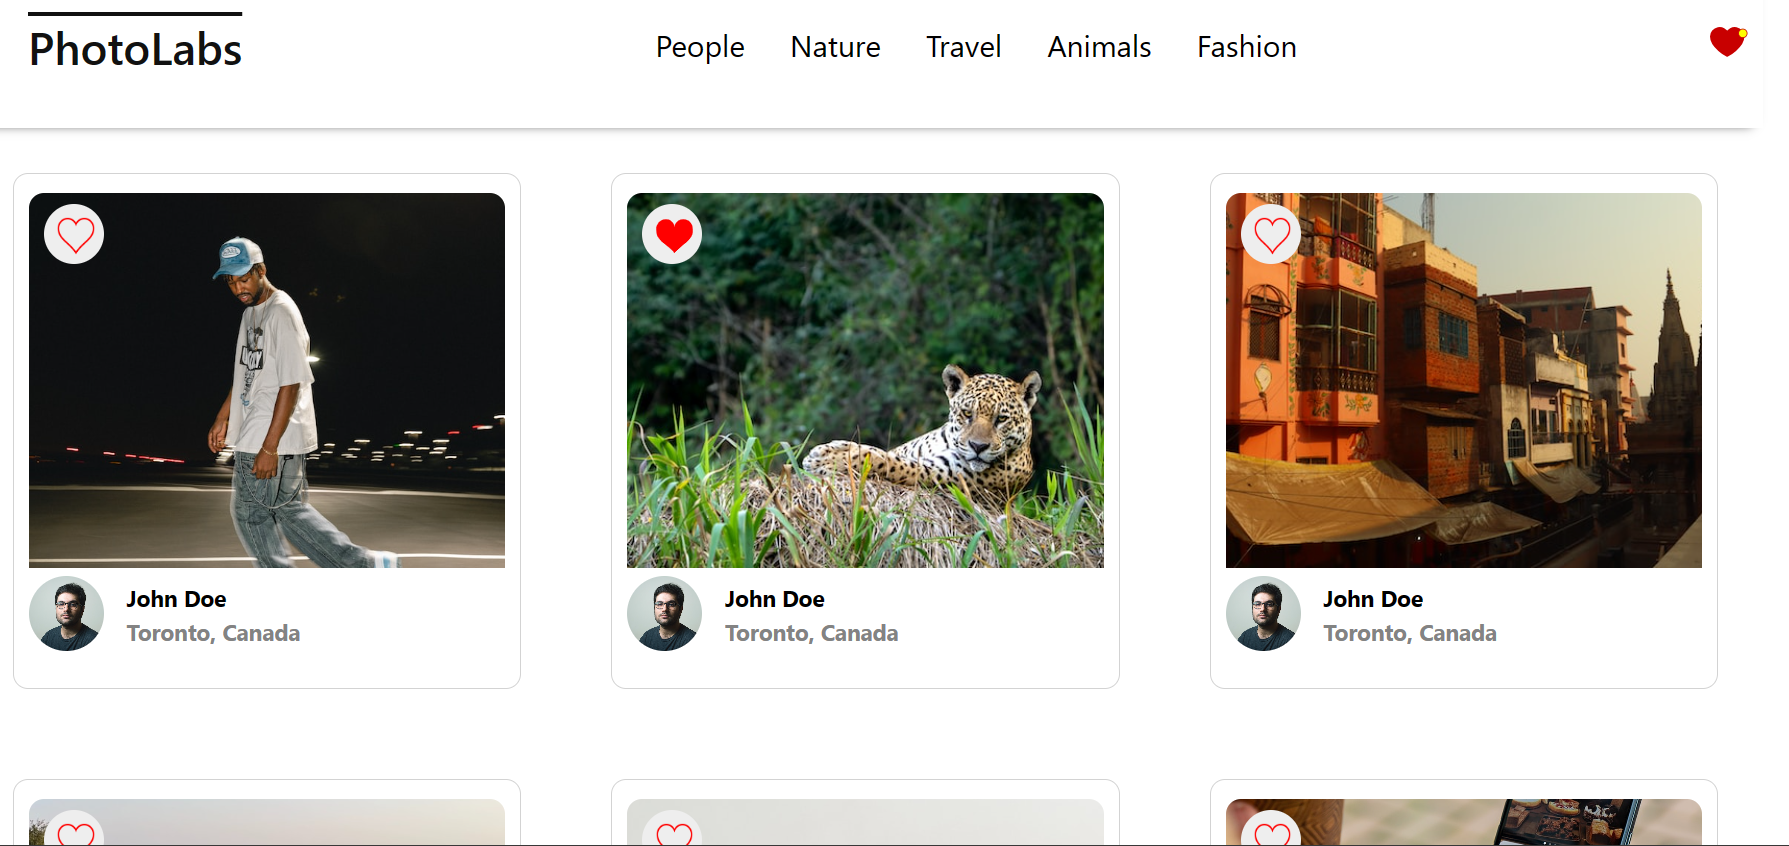 PhotoLabs
People Nature Travel Animals Fashion
John Doe
Toronto, Canada
John Doe
Toronto, Canada
John Doe
Toronto, Canada